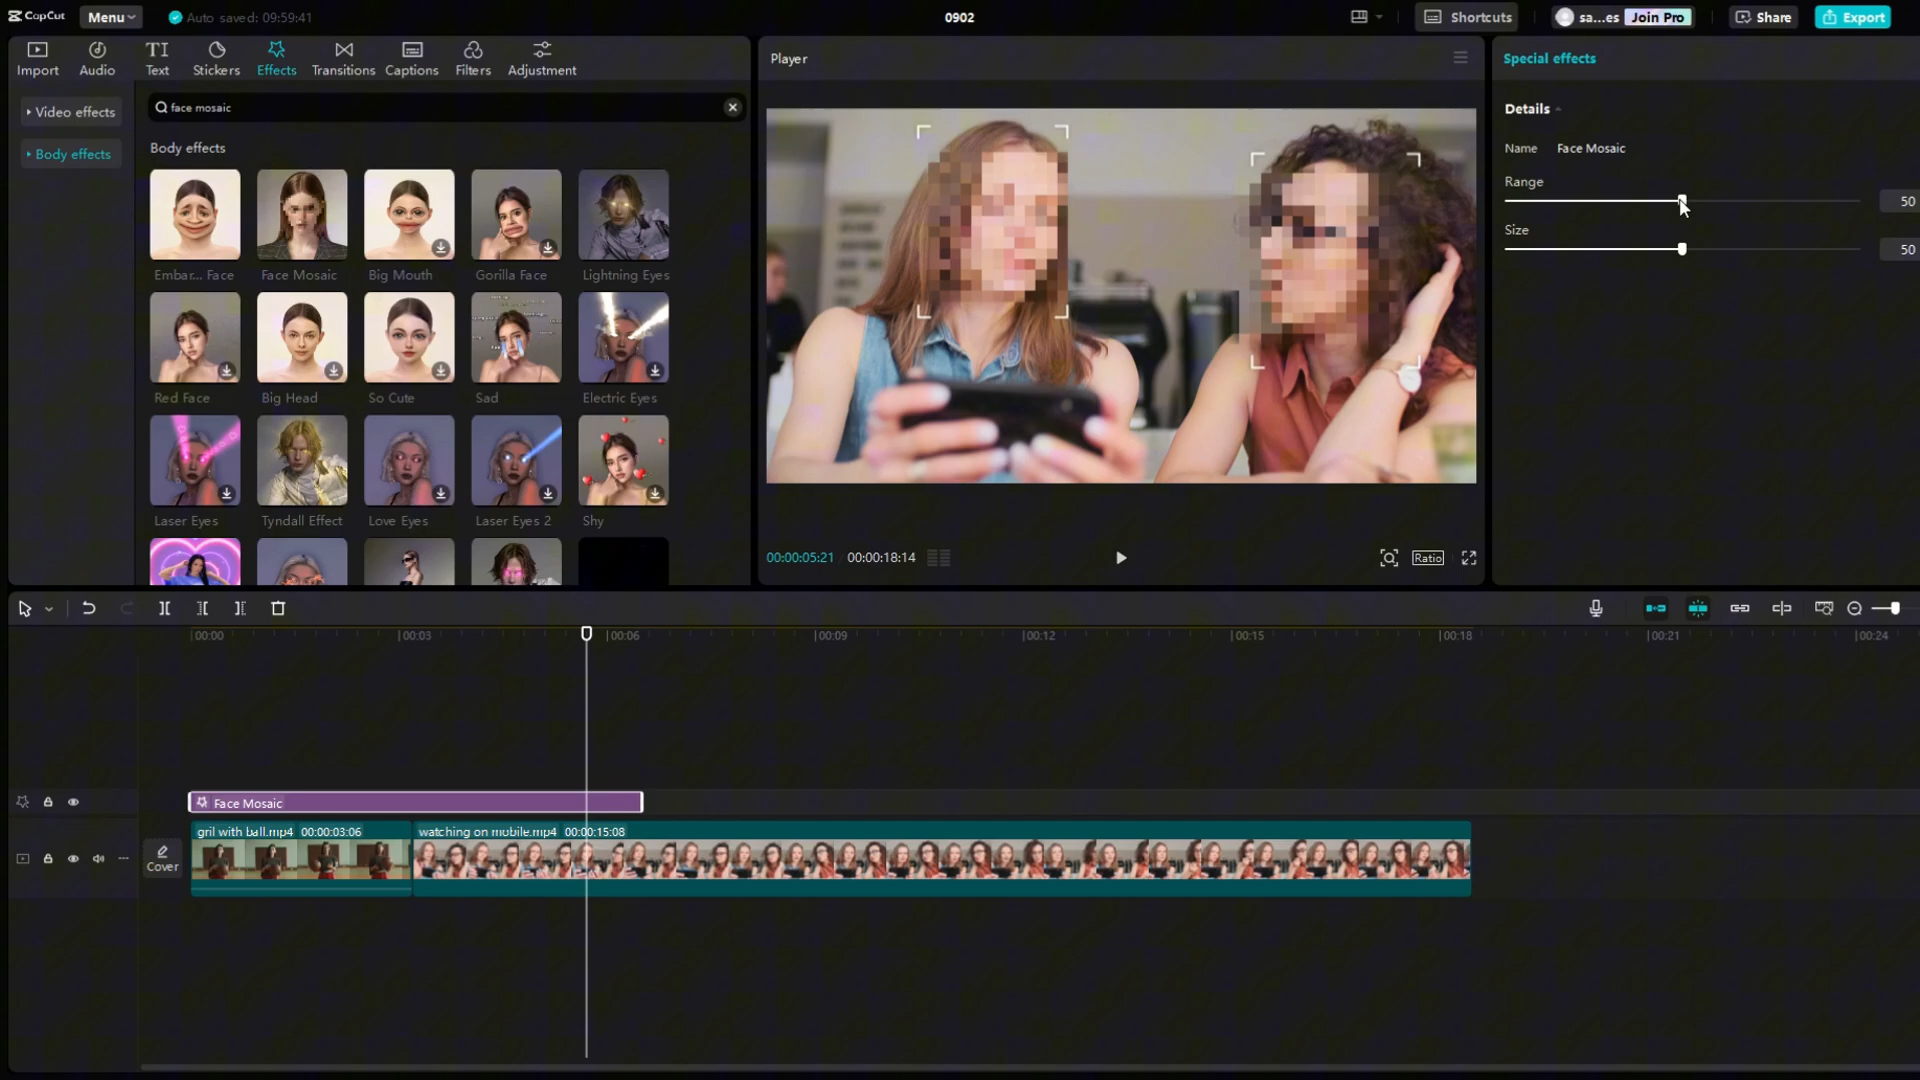 CapCut
Menu
Auto saved: 09:59:41
0902
Shortcuts
sa...es
Join Pro
Share
Export
Import
Audio
Text
Stickers
Effects
Transitions
Captions
Filters
Adjustment
Video effects
Body effects
face mosaic
Body effects
Embar... Face
Face Mosaic
Big Mouth
Gorilla Face
Lightning Eyes
Red Face
Big Head
So Cute
Sad
Electric Eyes
Laser Eyes
Tyndall Effect
Love Eyes
Laser Eyes 2
Shy
Player
00:00:05:21
00:00:18:14
Ratio
Special effects
Details
Name
Face Mosaic
Range
50
Size
50
00:00
00:03
00:06
00:09
00:12
00:15
00:18
00:21
00:24
Face Mosaic
Cover
gril with ball.mp4 00:00:03:06
watching on mobile.mp4 00:00:15:08